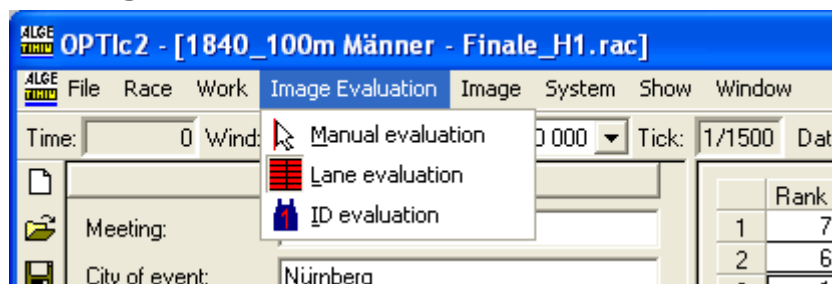 ALGE TIMING OPTIc2 - [1840_100m Männer - Finale_H1.rac]
ALGE TIMING File Race Work Image Evaluation Image System Show Window
Time: 0 Wind: 0 000 Tick: 1/1500 Dat
Manual evaluation
Lane evaluation
ID evaluation
Rank
Meeting: 1 7
City of event: Nürnberg 2 6